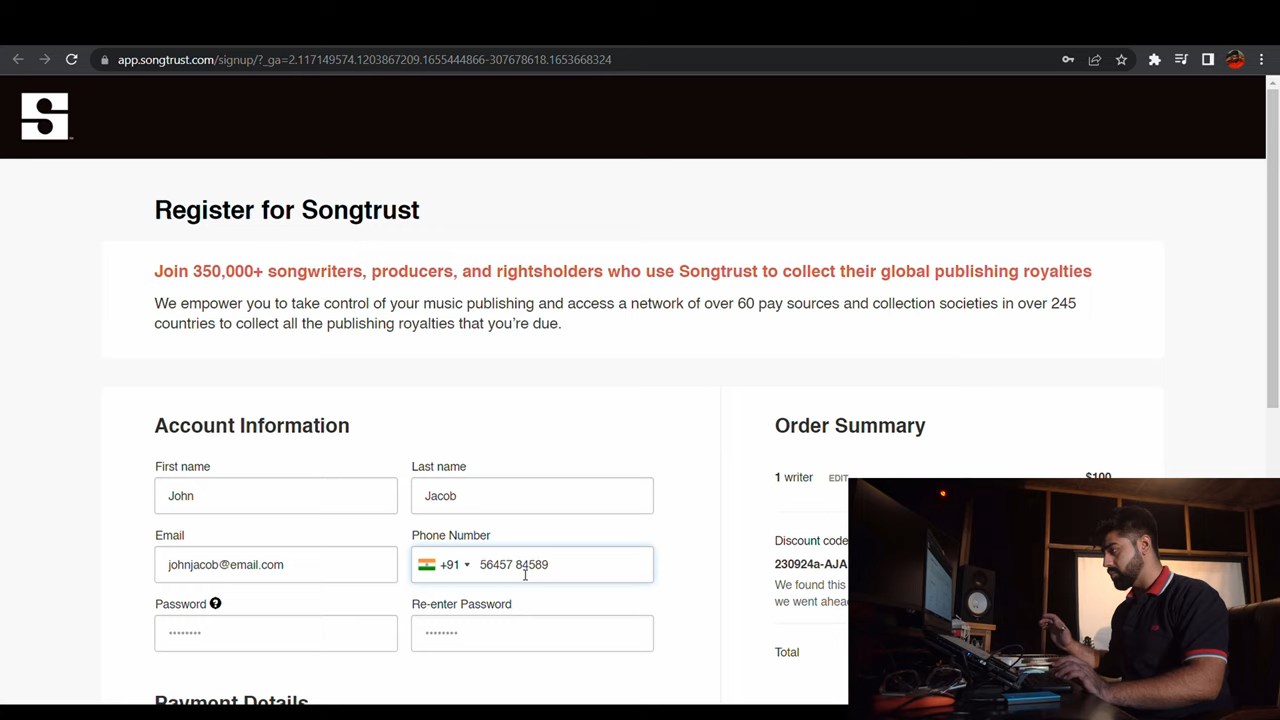 app.songtrust.com/signup/?_ga=2.117149574.1203867209.1655444866-307678618.1653668324
S
Register for Songtrust
Join 350,000+ songwriters, producers, and rightsholders who use Songtrust to collect their global publishing royalties
We empower you to take control of your music publishing and access a network of over 60 pay sources and collection societies in over 245
countries to collect all the publishing royalties that you're due.
Account Information
Order Summary
First name
Last name
1 writer EDIT $100
John
Jacob
Email
Phone Number
Discount code
johnjacob@email.com
+91 56457 84589
230924a-AJA
We found this
we went ahea
Password
Re-enter Password
Total
Payment Details